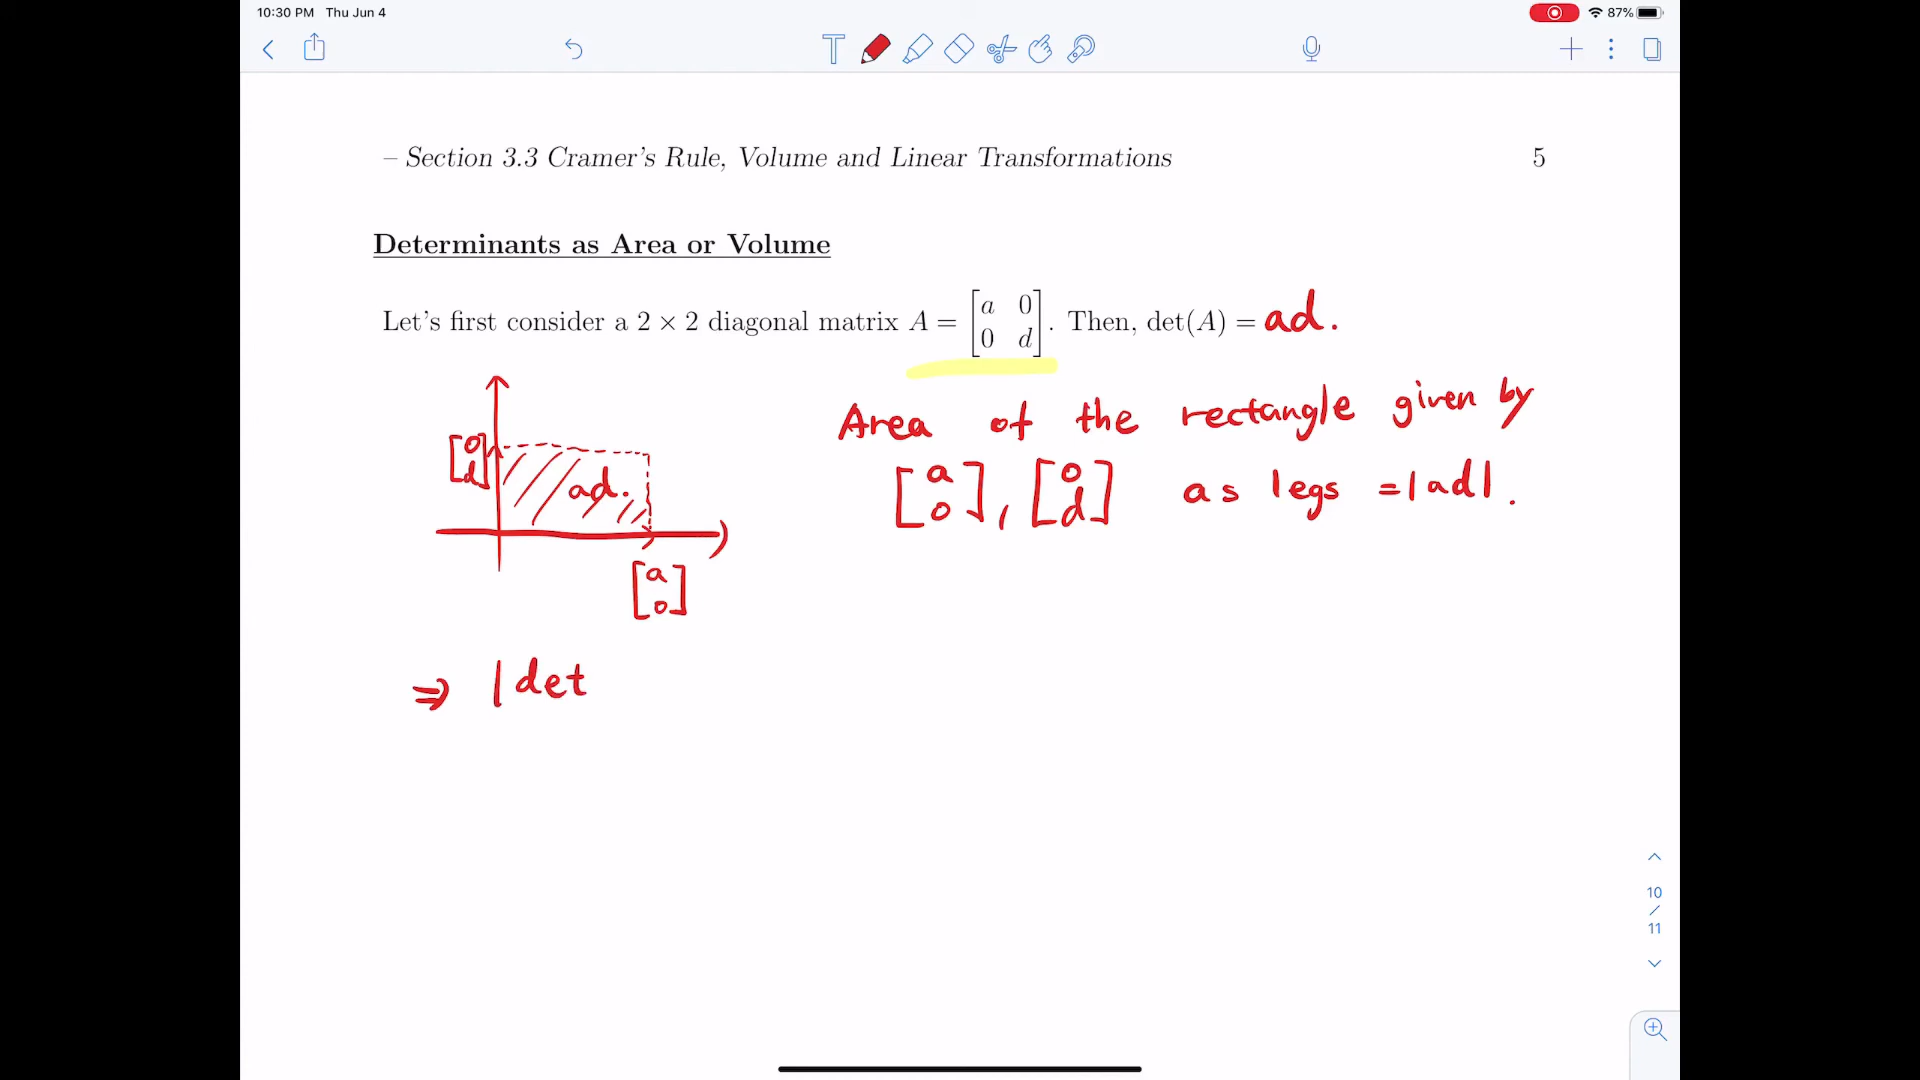 10:30 PM Thu Jun 4
87%
– Section 3.3 Cramer's Rule, Volume and Linear Transformations 5
Determinants as Area or Volume
Let's first consider a 2 × 2 diagonal matrix A = [a 0; 0 d]. Then, det(A) = ad.
Area of the rectangle given by
[a; 0], [0; d] as legs = |ad|.
[0; d]
ad.
[a; 0]
⇒ |det
10
/
11